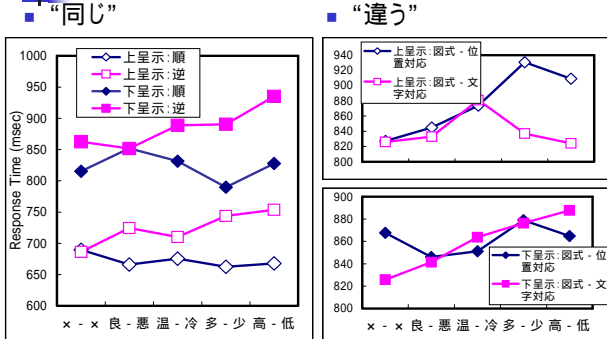 “同じ”
“違う”
1000
950
900
850
800
750
700
650
600
Response Time (msec)
上呈示：順
上呈示：逆
下呈示：順
下呈示：逆
× - × 良 - 悪 温 - 冷 多 - 少 高 - 低
940
920
900
880
860
840
820
800
上呈示：図式 - 位
置対応
上呈示：図式 - 文
字対応
900
880
860
840
820
800
下呈示：図式 - 位
置対応
下呈示：図式 - 文
字対応
× - × 良 - 悪 温 - 冷 多 - 少 高 - 低